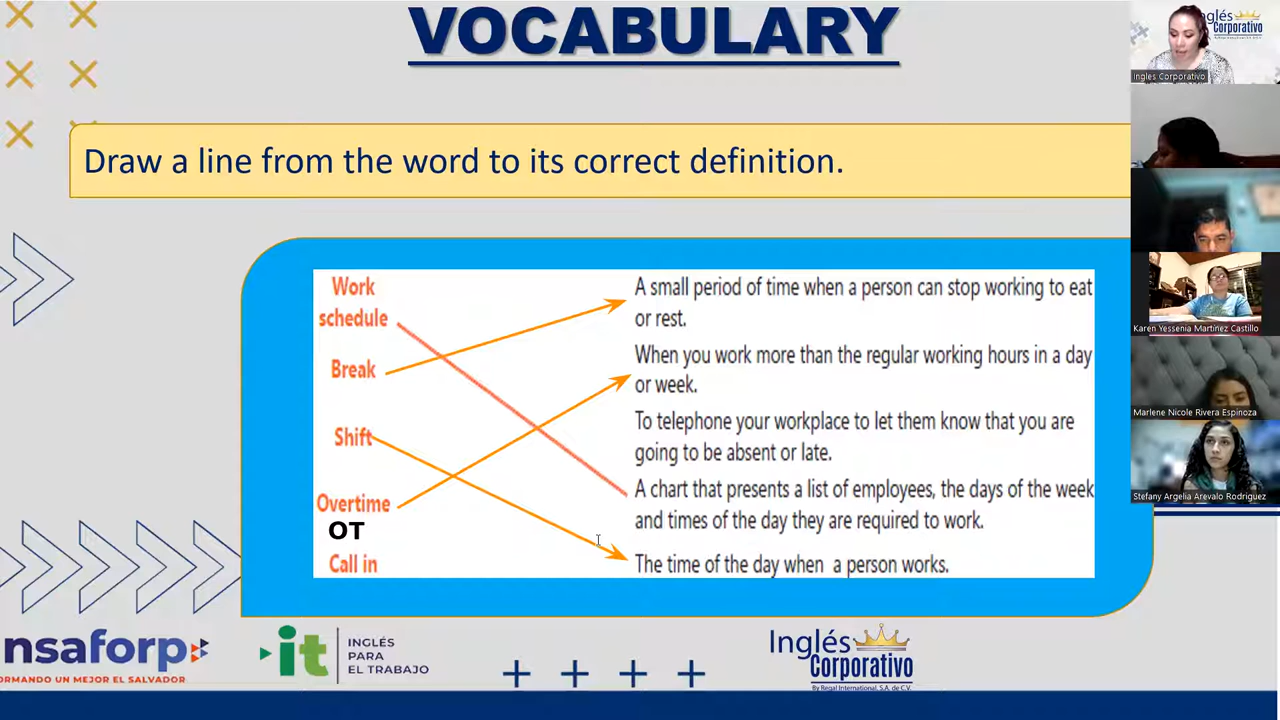 VOCABULARY
Draw a line from the word to its correct definition.
Work
schedule
Break
Shift
Overtime
OT
Call in
A small period of time when a person can stop working to eat
or rest.
When you work more than the regular working hours in a day
or week.
To telephone your workplace to let them know that you are
going to be absent or late.
A chart that presents a list of employees, the days of the week
and times of the day they are required to work.
The time of the day when a person works.
nsaforp
ORMANDO UN MEJOR EL SALVADOR
it
INGLÉS
PARA
EL TRABAJO
Inglés
Corporativo
By Regal International, S.A. de C.V.
Ingles Corporativo
Karen Yessenia Martinez Castillo
Marlene Nicole Rivera Espinoza
Stefany Argelia Arevalo Rodriguez